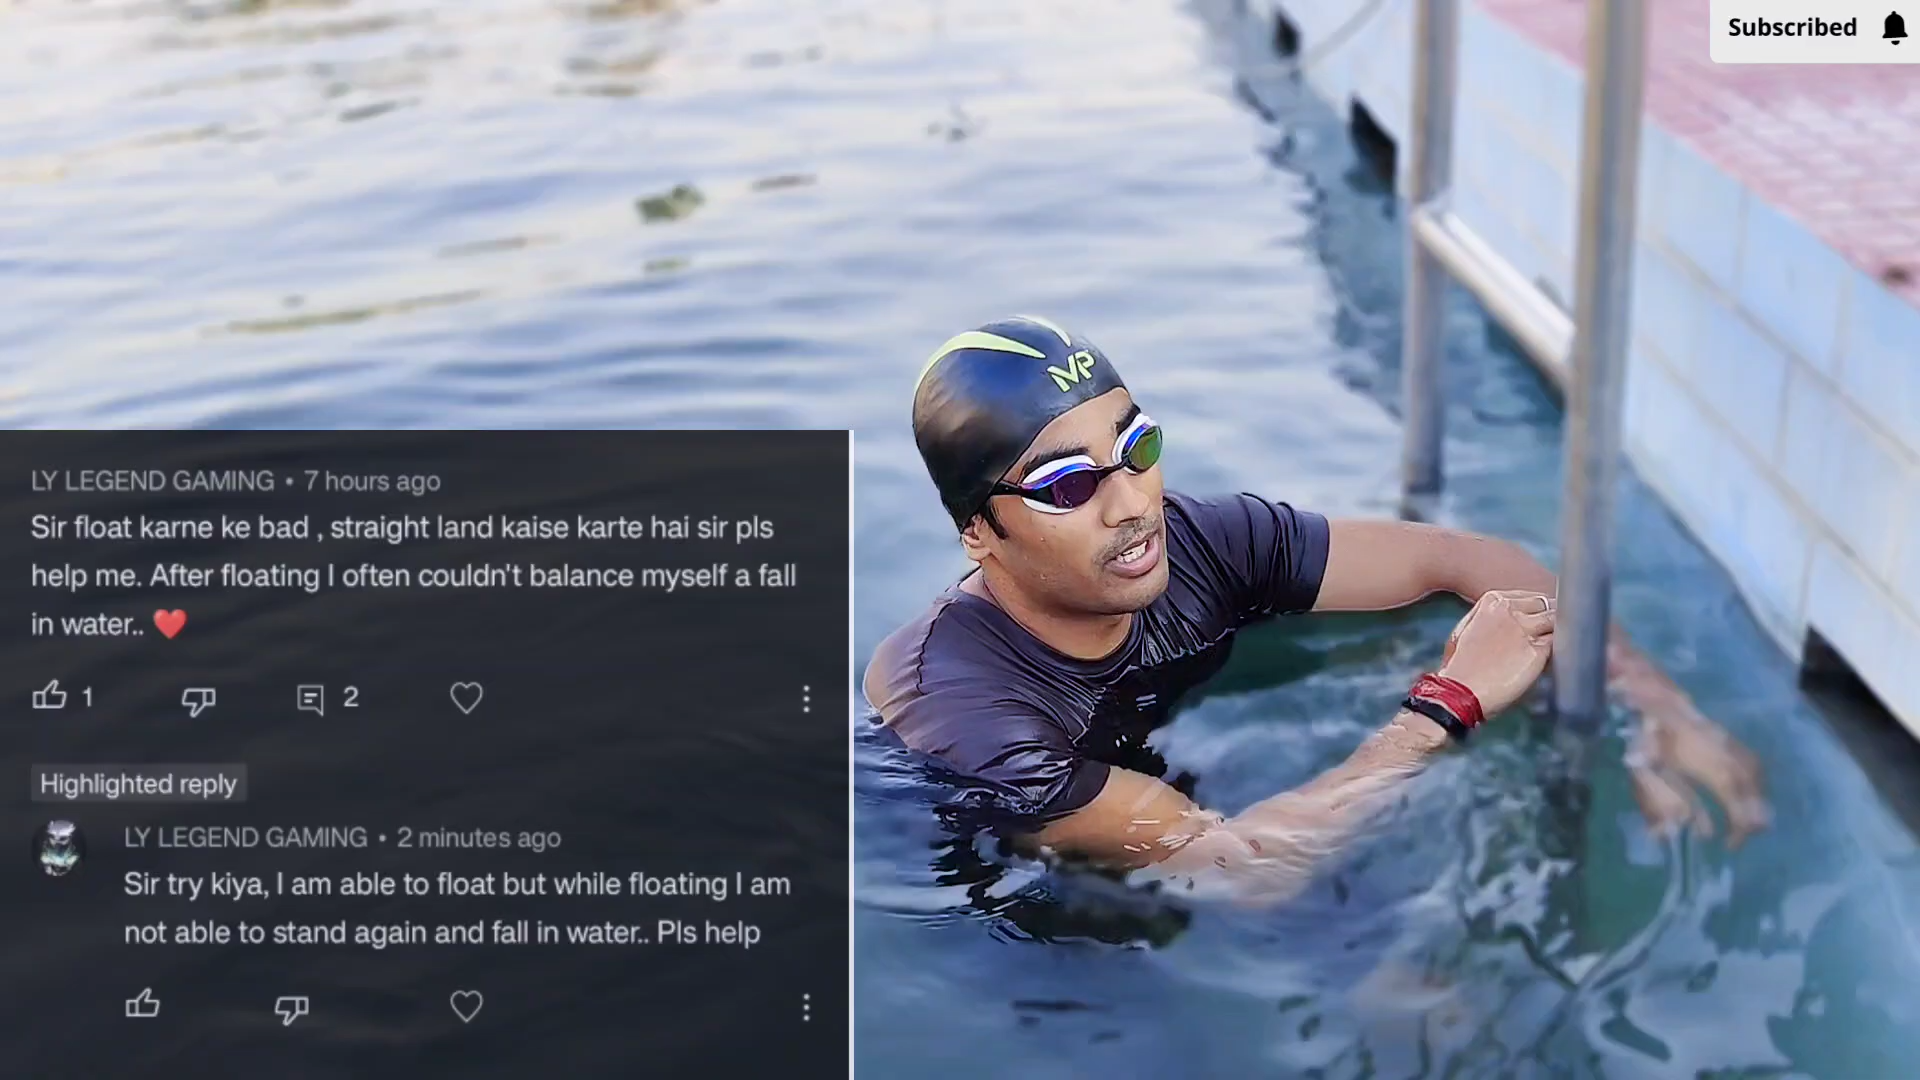 Subscribed
MP
LY LEGEND GAMING • 7 hours ago
Sir float karne ke bad , straight land kaise karte hai sir pls
help me. After floating I often couldn't balance myself a fall
in water.. ❤️
1
2
Highlighted reply
LY LEGEND GAMING • 2 minutes ago
Sir try kiya, I am able to float but while floating I am
not able to stand again and fall in water.. Pls help